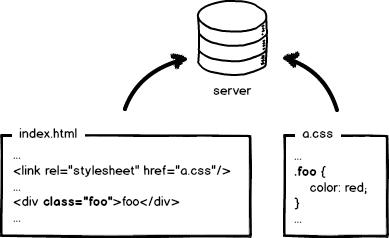 server
index.html
...
<link rel="stylesheet" href="a.css"/>
...
<div class="foo">foo</div>
...
a.css
...
.foo {
color: red;
}
...